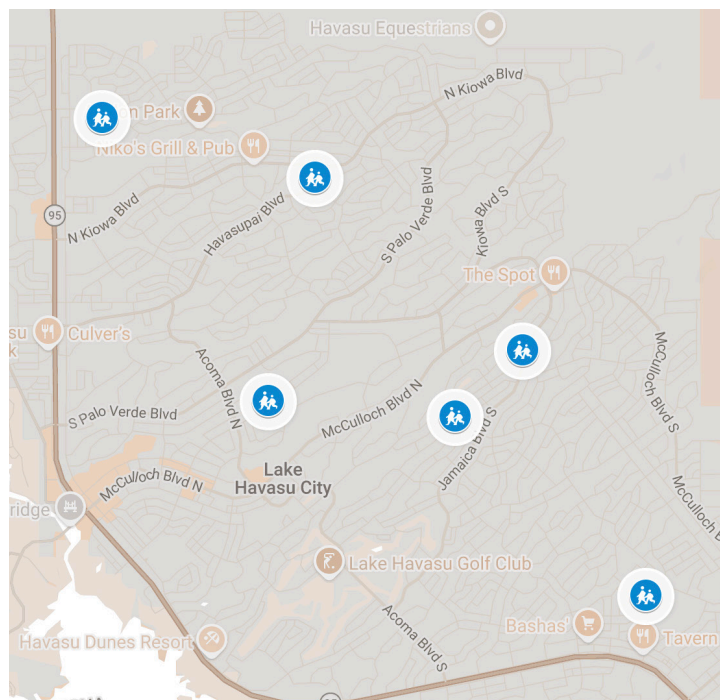 Havasu Equestrians
N Kiowa Blvd
Park
Niko's Grill & Pub
S Palo Verde Blvd
Kiowa Blvd S
95
N Kiowa Blvd
Havasupai Blvd
The Spot
Culver's
McCulloch Blvd S
Acoma Blvd N
McCulloch Blvd N
S Palo Verde Blvd
Jamaica Blvd S
Lake
Havasu City
McCulloch Blvd N
McCulloch B
ridge
Lake Havasu Golf Club
Acoma Blvd S
Bashas'
Tavern
Havasu Dunes Resort